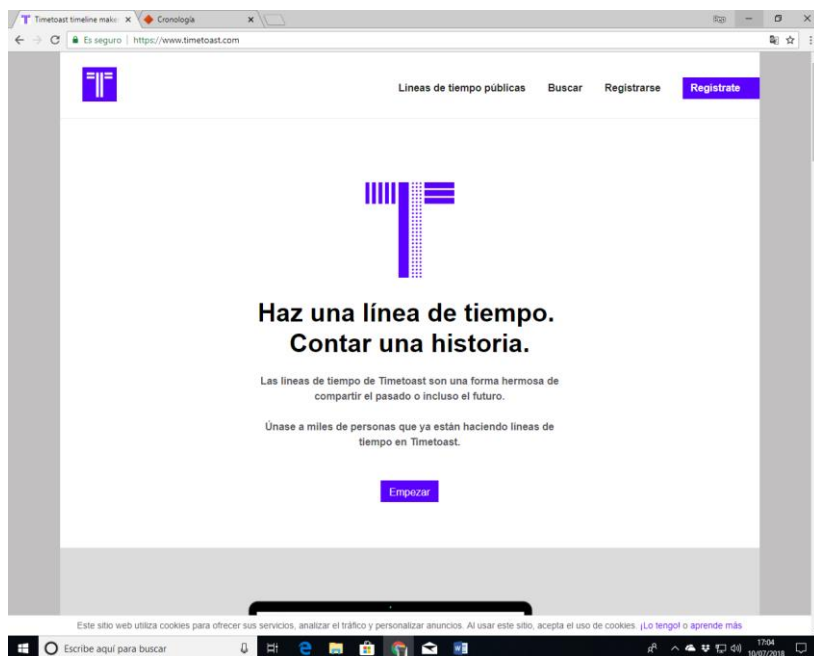 Timetoast timeline make
Cronología
Es seguro | https://www.timetoast.com
Líneas de tiempo públicas Buscar Registrarse Registrate
Haz una línea de tiempo.
Contar una historia.
Las líneas de tiempo de Timetoast son una forma hermosa de
compartir el pasado o incluso el futuro.
Únase a miles de personas que ya están haciendo líneas de
tiempo en Timetoast.
Empezar
Este sitio web utiliza cookies para ofrecer sus servicios, analizar el tráfico y personalizar anuncios. Al usar este sitio, acepta el uso de cookies. ¡Lo tengo! o aprende más
Escribe aquí para buscar
17:04
10/07/2018